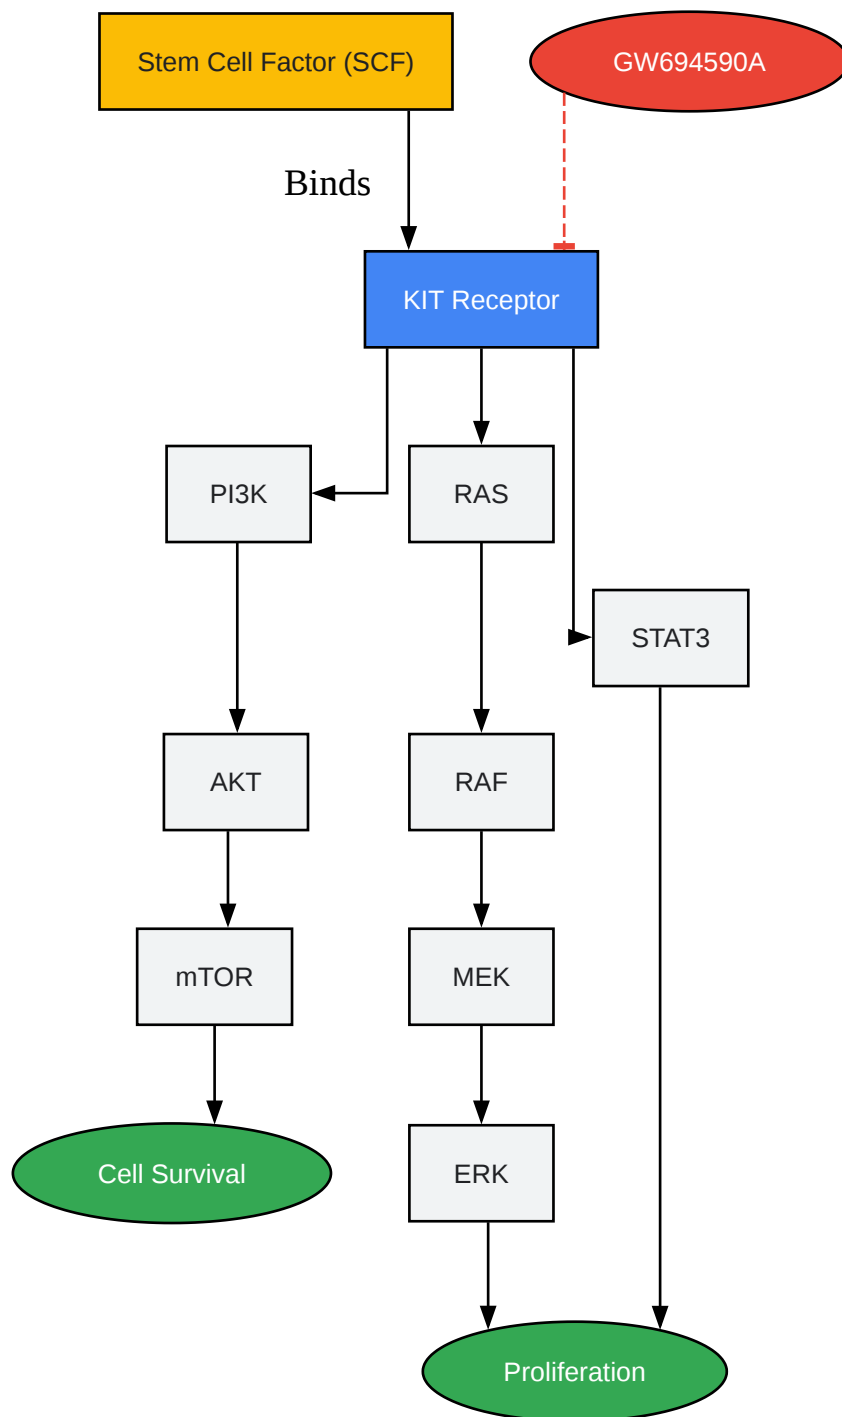 Stem Cell Factor (SCF)
GW694590A
Binds
KIT Receptor
PI3K
RAS
STAT3
AKT
RAF
mTOR
MEK
Cell Survival
ERK
Proliferation